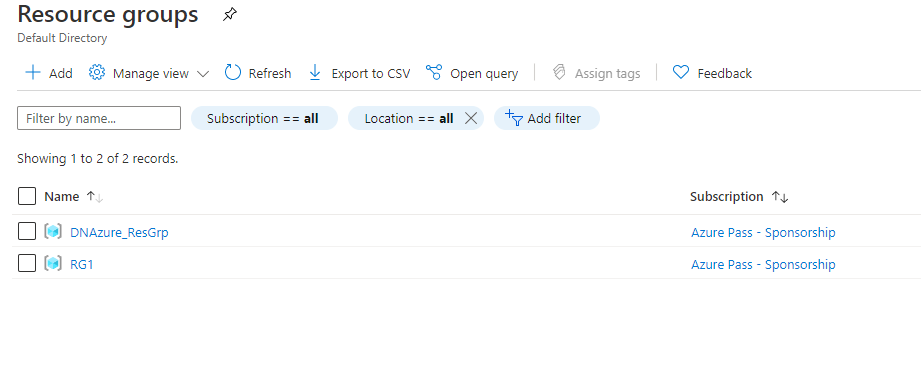 Resource groups
Default Directory
Add Manage view Refresh Export to CSV Open query Assign tags Feedback
Filter by name... Subscription == all Location == all Add filter
Showing 1 to 2 of 2 records.
Name Subscription
DNAzure_ResGrp Azure Pass - Sponsorship
RG1 Azure Pass - Sponsorship